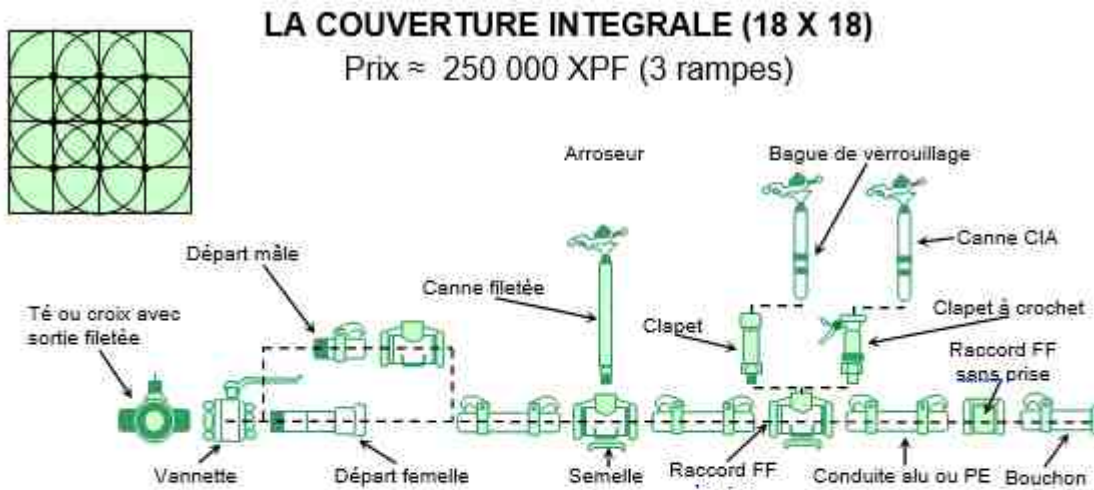 LA COUVERTURE INTEGRALE (18 X 18)
Prix ≈ 250 000 XPF (3 rampes)
Arroseur
Bague de verrouillage
Départ mâle
Canne CIA
Canne filetée
Té ou croix avec
sortie filetée
Clapet
Clapet à crochet
Raccord FF
sans prise
Vannette
Départ femelle
Semelle
Raccord FF
Conduite alu ou PE
Bouchon